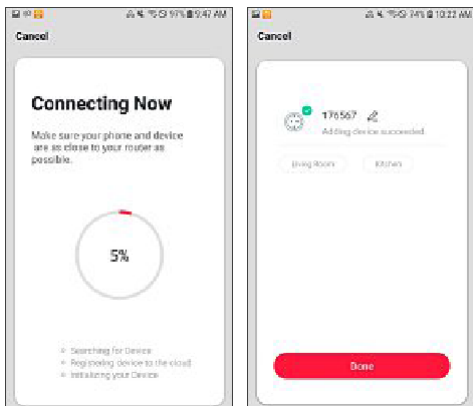 97% 9:47 AM
Cancel
Connecting Now
Make sure your phone and device
are as close to your router as
possible.
5%
Searching for Device
Registering device to the cloud
Initializing your Device
74% 10:22 AM
Cancel
176567
Adding device succeeded
Living Room Kitchen
Done